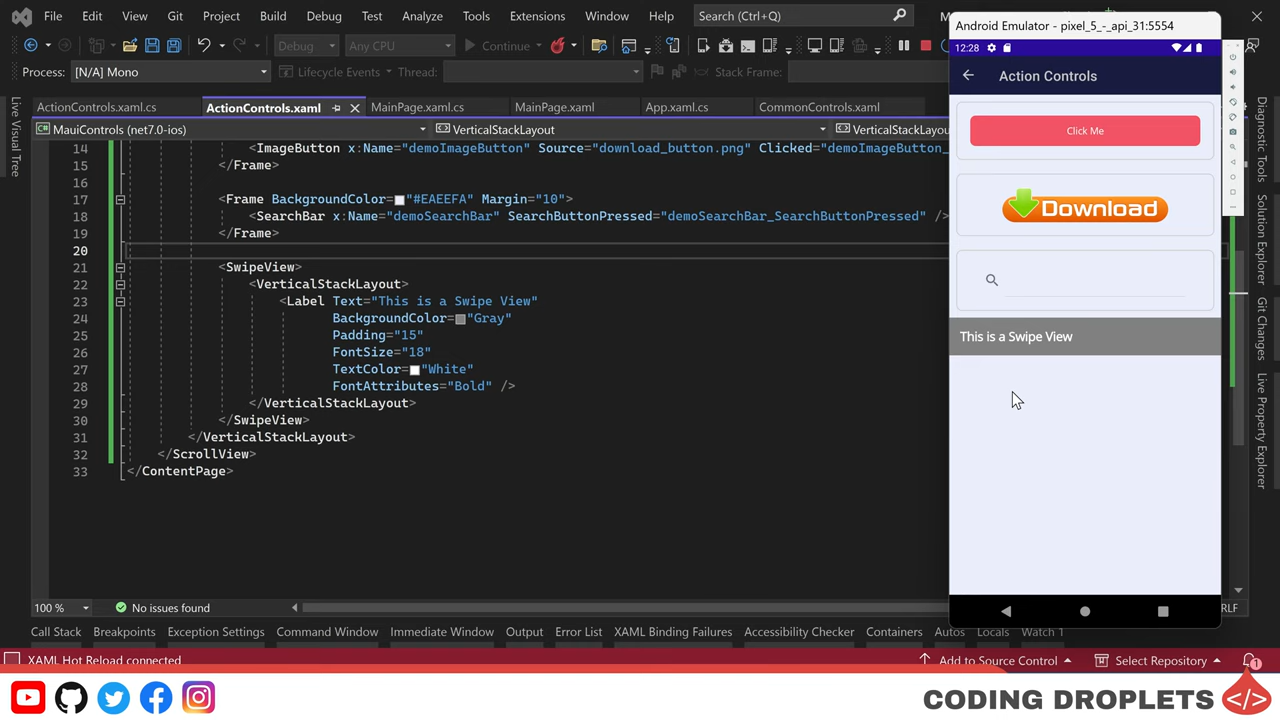 File Edit View Git Project Build Debug Test Analyze Tools Extensions Window Help Search (Ctrl+Q)
Debug Any CPU Continue
Process: [N/A] Mono Lifecycle Events Thread: Stack Frame:
ActionControls.xaml.cs ActionControls.xaml MainPage.xaml.cs MainPage.xaml App.xaml.cs CommonControls.xaml
MauiControls (net7.0-ios) VerticalStackLayout VerticalStackLayou
14 <ImageButton x:Name="demoImageButton" Source="download_button.png" Clicked="demoImageButton_
15 </Frame>
16
17 <Frame BackgroundColor="#EAEEFA" Margin="10">
18 <SearchBar x:Name="demoSearchBar" SearchButtonPressed="demoSearchBar_SearchButtonPressed" />
19 </Frame>
20
21 <SwipeView>
22 <VerticalStackLayout>
23 <Label Text="This is a Swipe View"
24 BackgroundColor="Gray"
25 Padding="15"
26 FontSize="18"
27 TextColor="White"
28 FontAttributes="Bold" />
29 </VerticalStackLayout>
30 </SwipeView>
31 </VerticalStackLayout>
32 </ScrollView>
33 </ContentPage>
100 % No issues found
Call Stack Breakpoints Exception Settings Command Window Immediate Window Output Error List XAML Binding Failures Accessibility Checker Containers Autos Locals Watch 1
XAML Hot Reload connected Add to Source Control Select Repository 1
Live Visual Tree
Android Emulator - pixel_5_-_api_31:5554
12:28
Action Controls
Click Me
Download
This is a Swipe View
RLF
Diagnostic Tools
Solution Explorer
Git Changes
Live Property Explorer
CODING DROPLETS </>